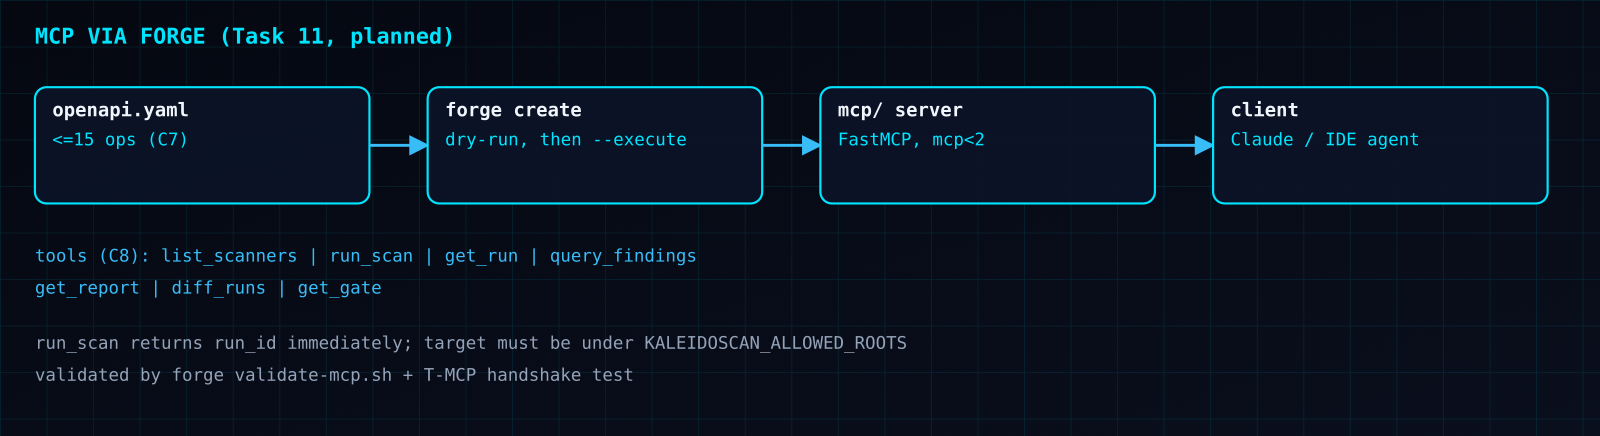 MCP VIA FORGE (Task 11, planned)
openapi.yaml
<=15 ops (C7)
forge create
dry-run, then --execute
mcp/ server
FastMCP, mcp<2
client
Claude / IDE agent
tools (C8): list_scanners | run_scan | get_run | query_findings
get_report | diff_runs | get_gate
run_scan returns run_id immediately; target must be under KALEIDOSCAN_ALLOWED_ROOTS
validated by forge validate-mcp.sh + T-MCP handshake test